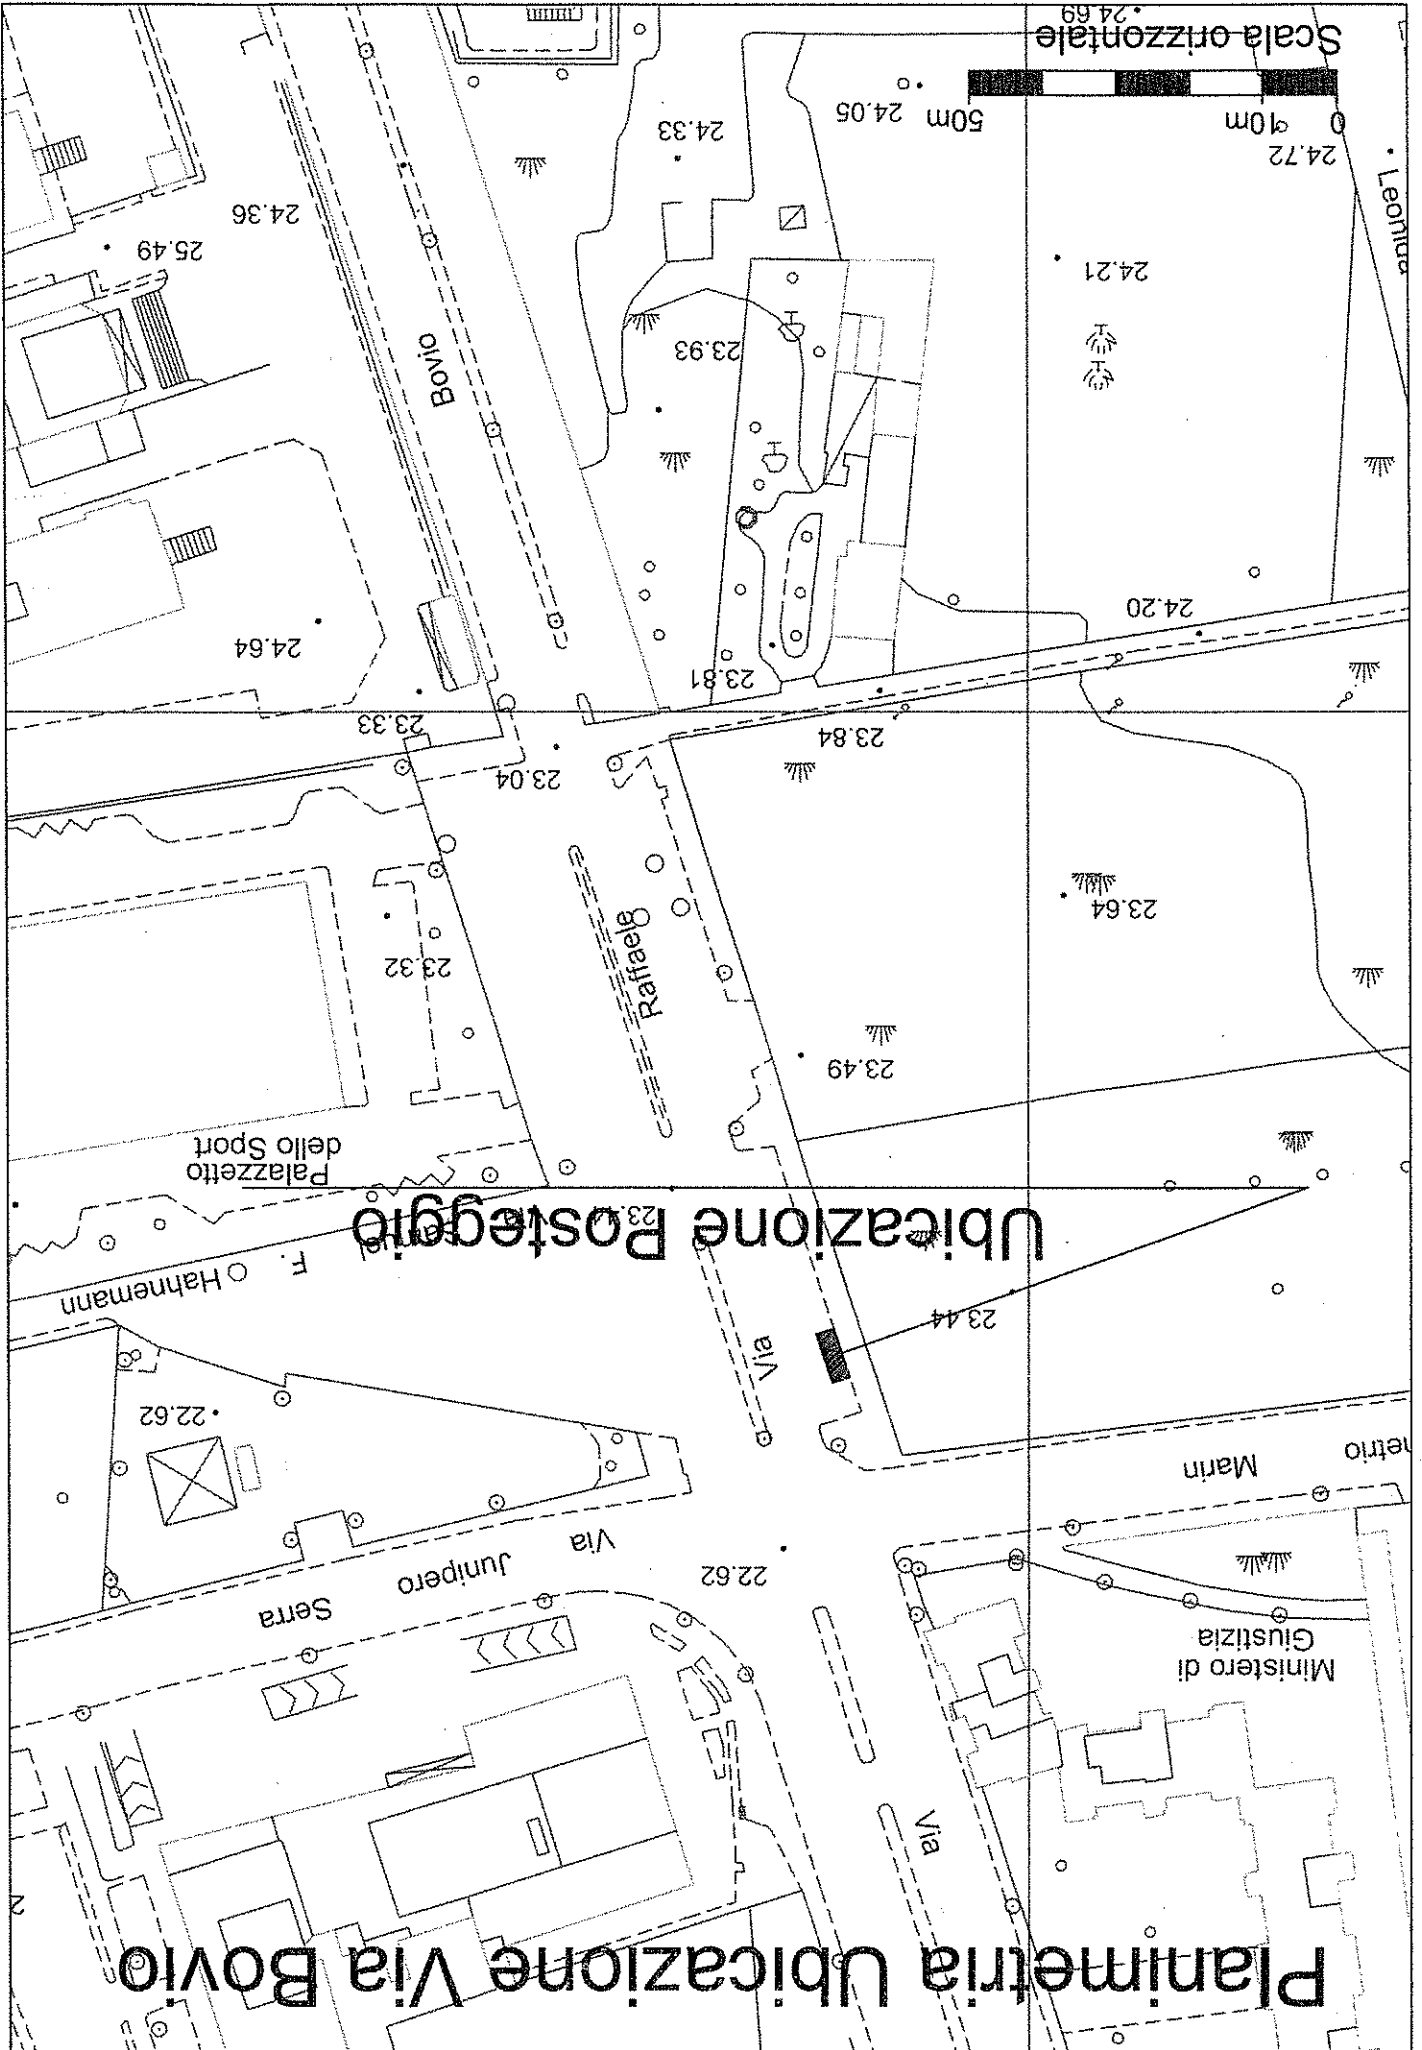 Planimetria Ubicazione Via Bovio
Via
Ministero di
Giustizia
22.62
Via Junipero Serra
Marin
22.62
23.44
Via
Hahnemann
F.
Ubicazione Posteggio
Palazzetto
dello Sport
23.49
23.32
Raffaele
23.64
23.04
23.84
23.33
23.81
24.64
24.20
23.93
Bovio
24.21
25.49
24.36
Leonida
24.72
24.33
24.05
0 10m 50m
Scala orizzontale
24.69